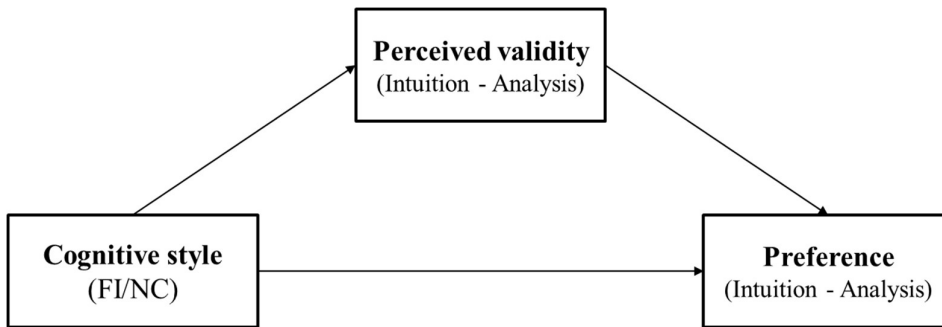 Perceived validity
(Intuition - Analysis)
Cognitive style
(FI/NC)
Preference
(Intuition - Analysis)